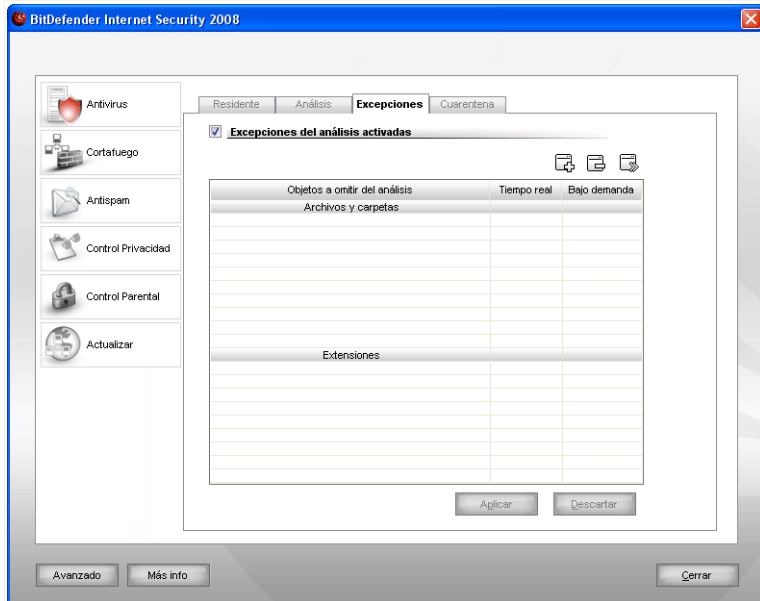 BitDefender Internet Security 2008
Antivirus
Cortafuego
Antispam
Control Privacidad
Control Parental
Actualizar
Residente Análisis Excepciones Cuarentena
Excepciones del análisis activadas
Objetos a omitir del análisis Tiempo real Bajo demanda
Archivos y carpetas
Extensiones
Aplicar Descartar
Avanzado Más info Cerrar